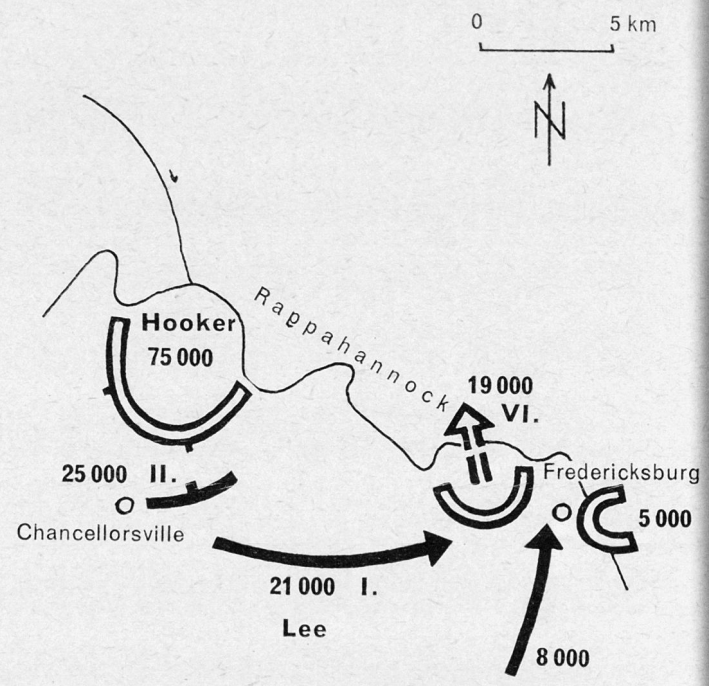 0 5 km
N
Rappahannock
Hooker
75 000
19 000
VI.
25 000 II.
Fredericksburg
5 000
Chancellorsville
21 000 I.
Lee
8 000